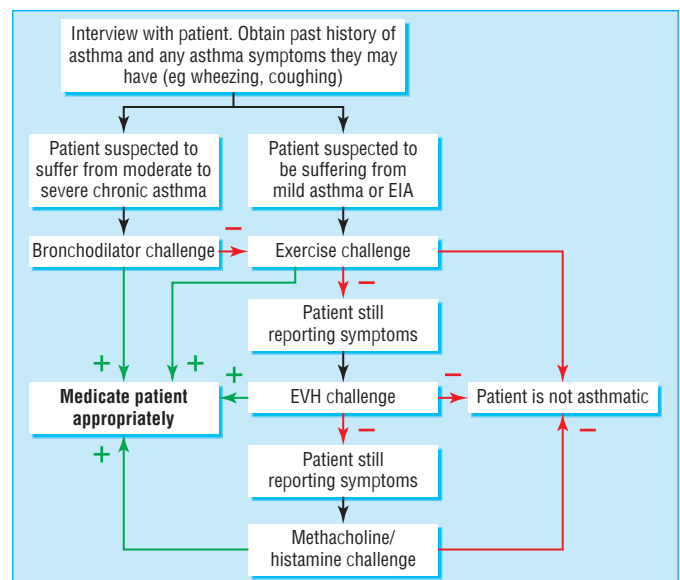 Interview with patient. Obtain past history of
asthma and any asthma symptoms they may
have (eg wheezing, coughing)
Patient suspected to
suffer from moderate to
severe chronic asthma
Patient suspected to
be suffering from
mild asthma or EIA
Bronchodilator challenge
–
Exercise challenge
–
Patient still
reporting symptoms
+
+
+
–
Medicate patient
appropriately
EVH challenge
Patient is not asthmatic
–
–
+
Patient still
reporting symptoms
Methacholine/
histamine challenge